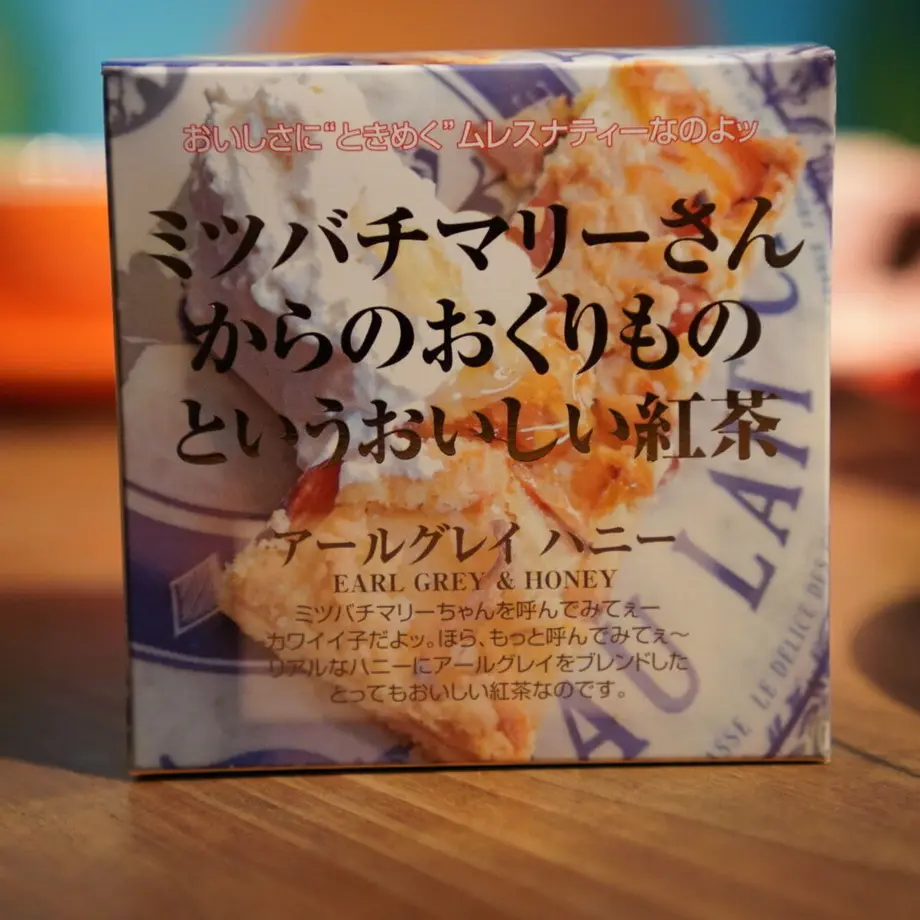 おいしさに“ときめく”ムレスナティーなのよッ
ミツバチマリーさん
からのおくりもの
というおいしい紅茶
アールグレイ ハニー
EARL GREY & HONEY
ミツバチマリーちゃんを呼んでみてぇー
カワイイ子だよッ。ほら、もっと呼んでみてぇ〜
リアルなハニーにアールグレイをブレンドした
とってもおいしい紅茶なのです。
AU LAIT
LE DELICE DES